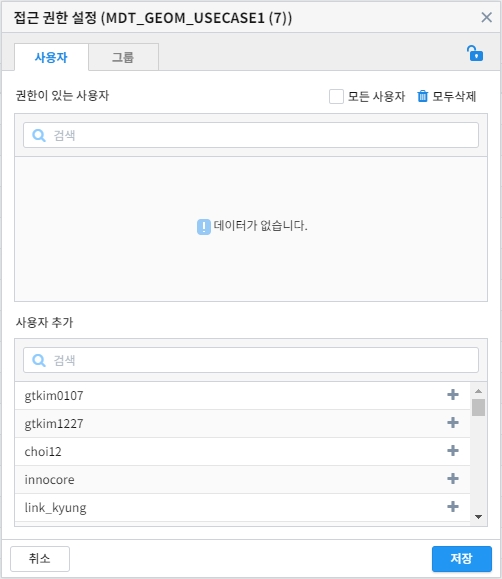 접근 권한 설정 (MDT_GEOM_USECASE1 (7))
사용자 그룹
권한이 있는 사용자 모든 사용자 모두삭제
검색
데이터가 없습니다.
사용자 추가
검색
gtkim0107
gtkim1227
choi12
innocore
link_kyung
취소 저장